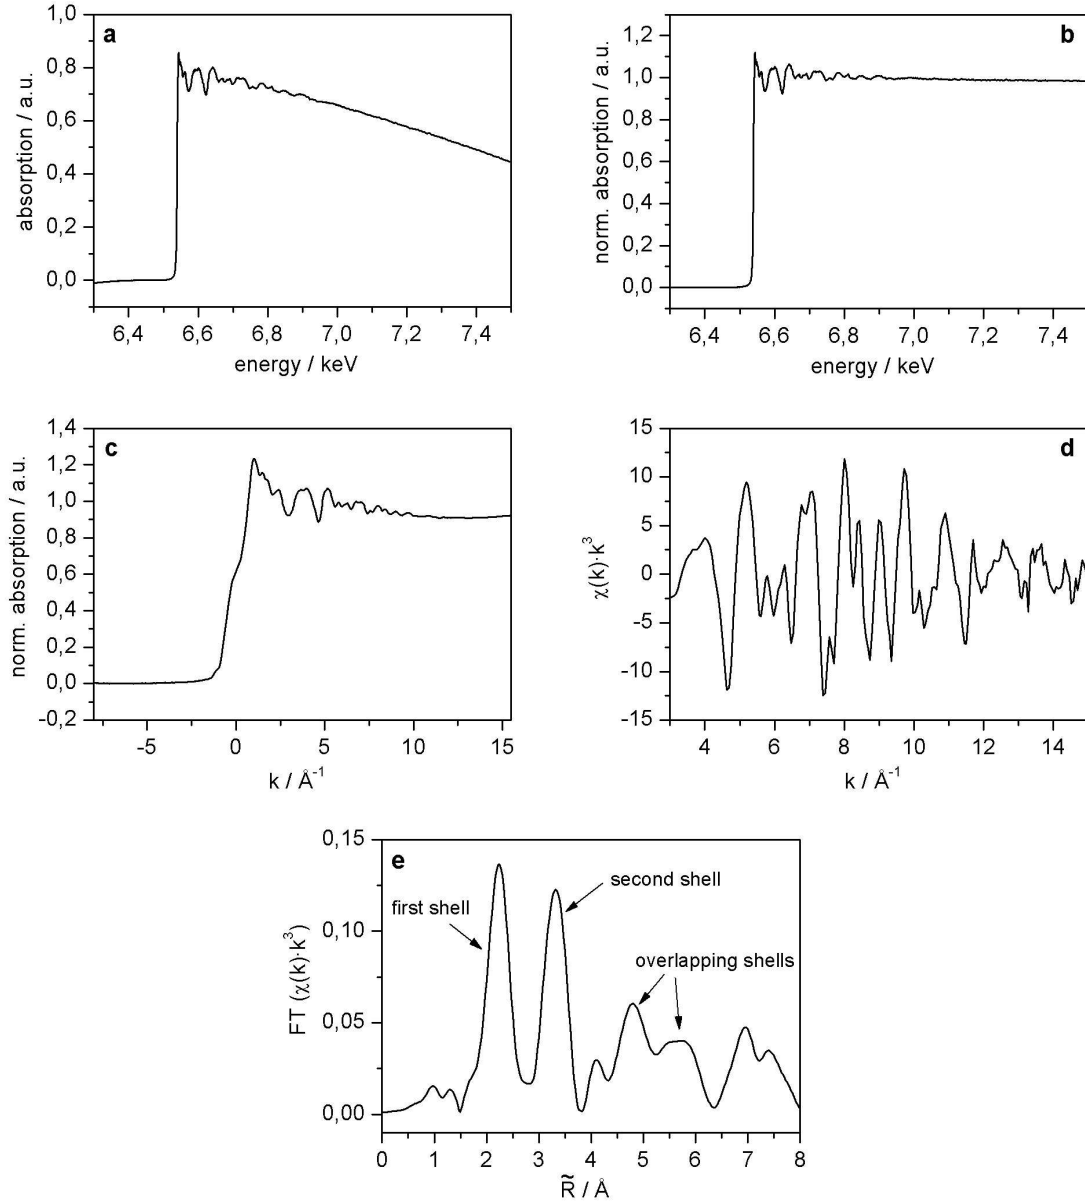 a
1,0
0,8
0,6
0,4
0,2
0,0
absorption / a.u.
6,4 6,6 6,8 7,0 7,2 7,4
energy / keV
b
1,2
1,0
0,8
0,6
0,4
0,2
0,0
norm. absorption / a.u.
6,4 6,6 6,8 7,0 7,2 7,4
energy / keV
c
1,4
1,2
1,0
0,8
0,6
0,4
0,2
0,0
-0,2
norm. absorption / a.u.
-5 0 5 10 15
k / Å⁻¹
d
15
10
5
0
-5
-10
-15
χ(k)·k³
4 6 8 10 12 14
k / Å⁻¹
e
0,15
0,10
0,05
0,00
FT (χ(k)·k³)
first shell
second shell
overlapping shells
0 1 2 3 4 5 6 7 8
R̃ / Å